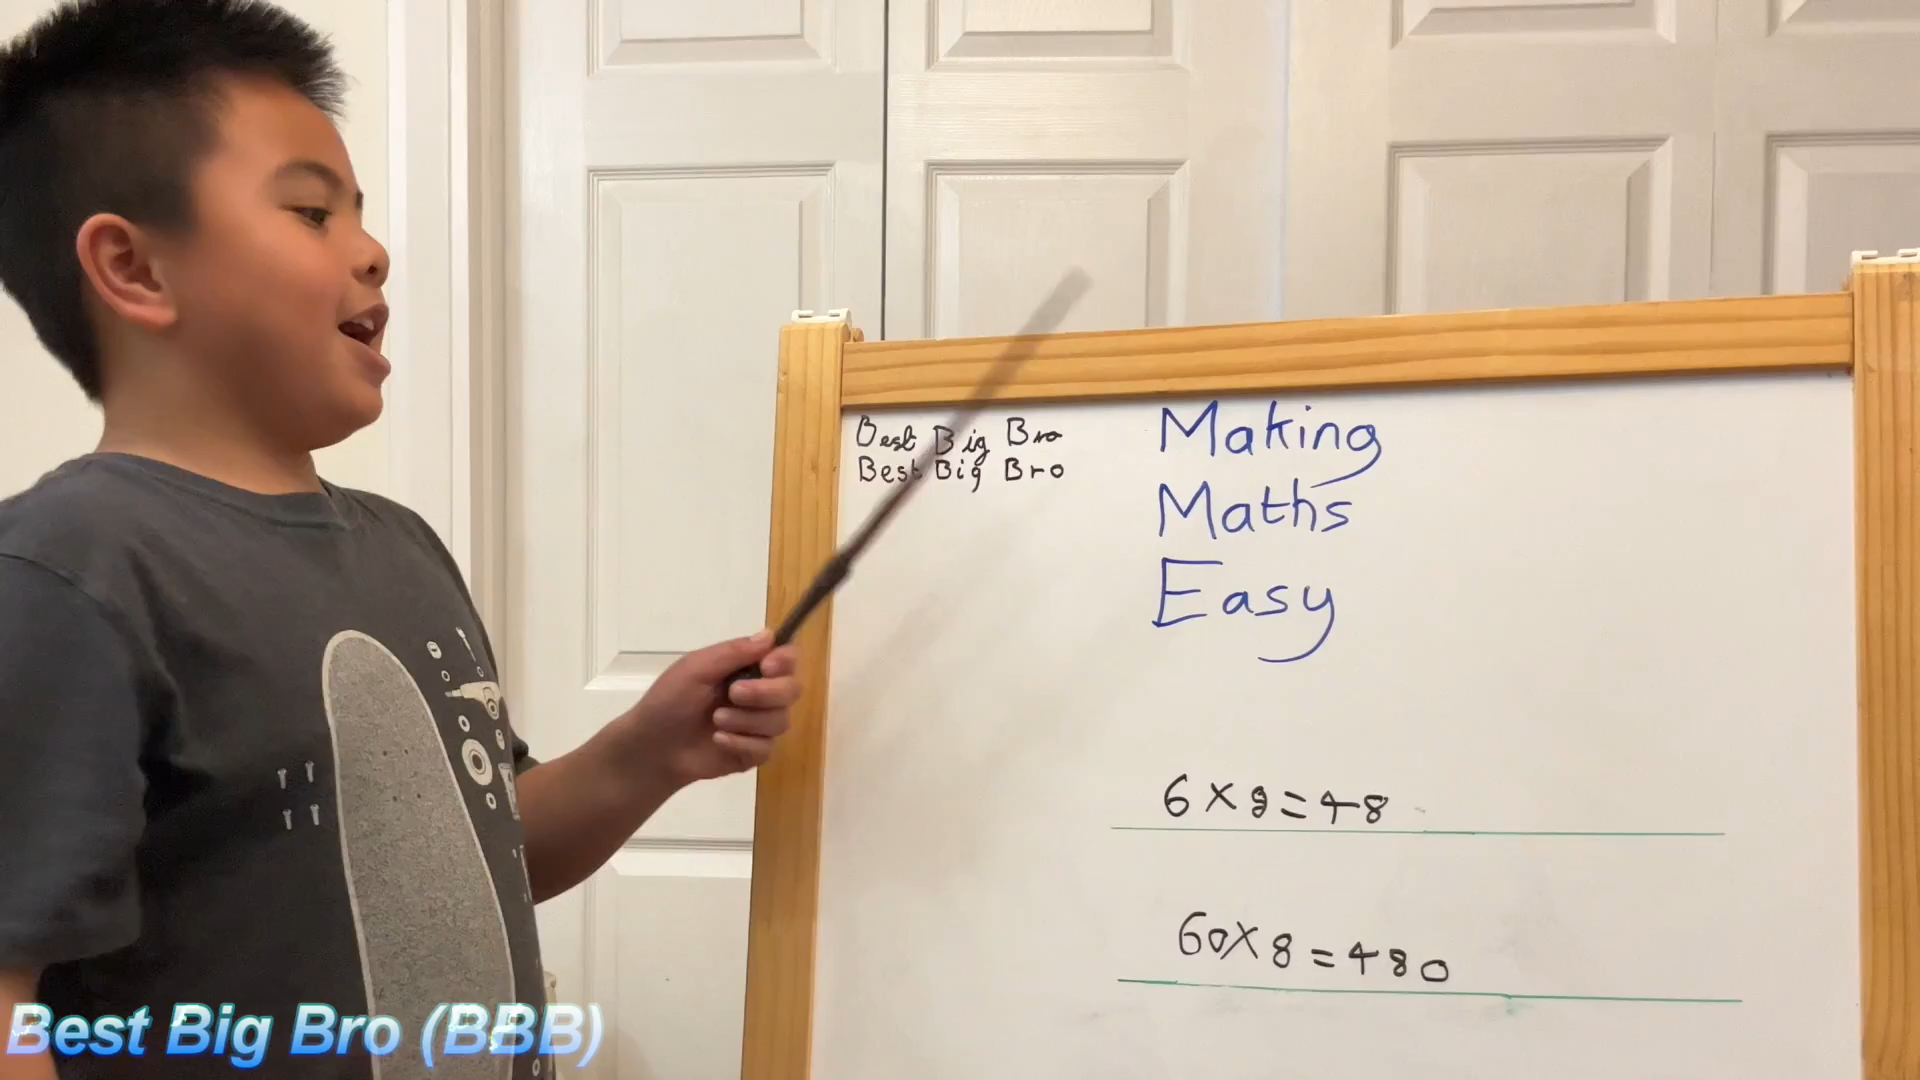 Best Big Bro
Best Big Bro
Making
Maths
Easy
6 × 8 = 48
60 × 8 = 480
Best Big Bro (BBB)